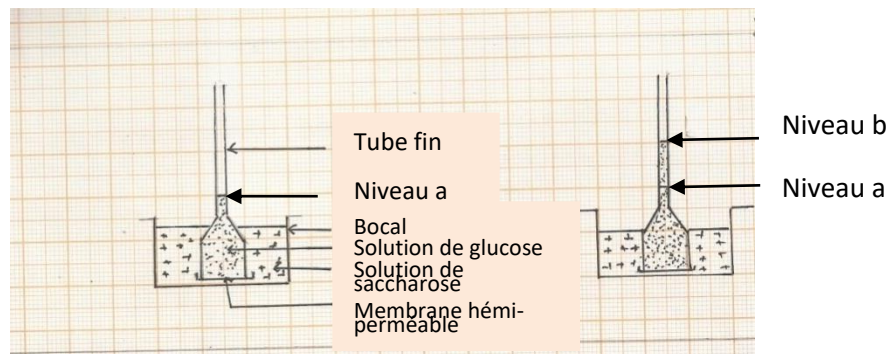 Tube fin
Niveau a
Bocal
Solution de glucose
Solution de
saccharose
Membrane hémi-
perméable
Niveau b
Niveau a